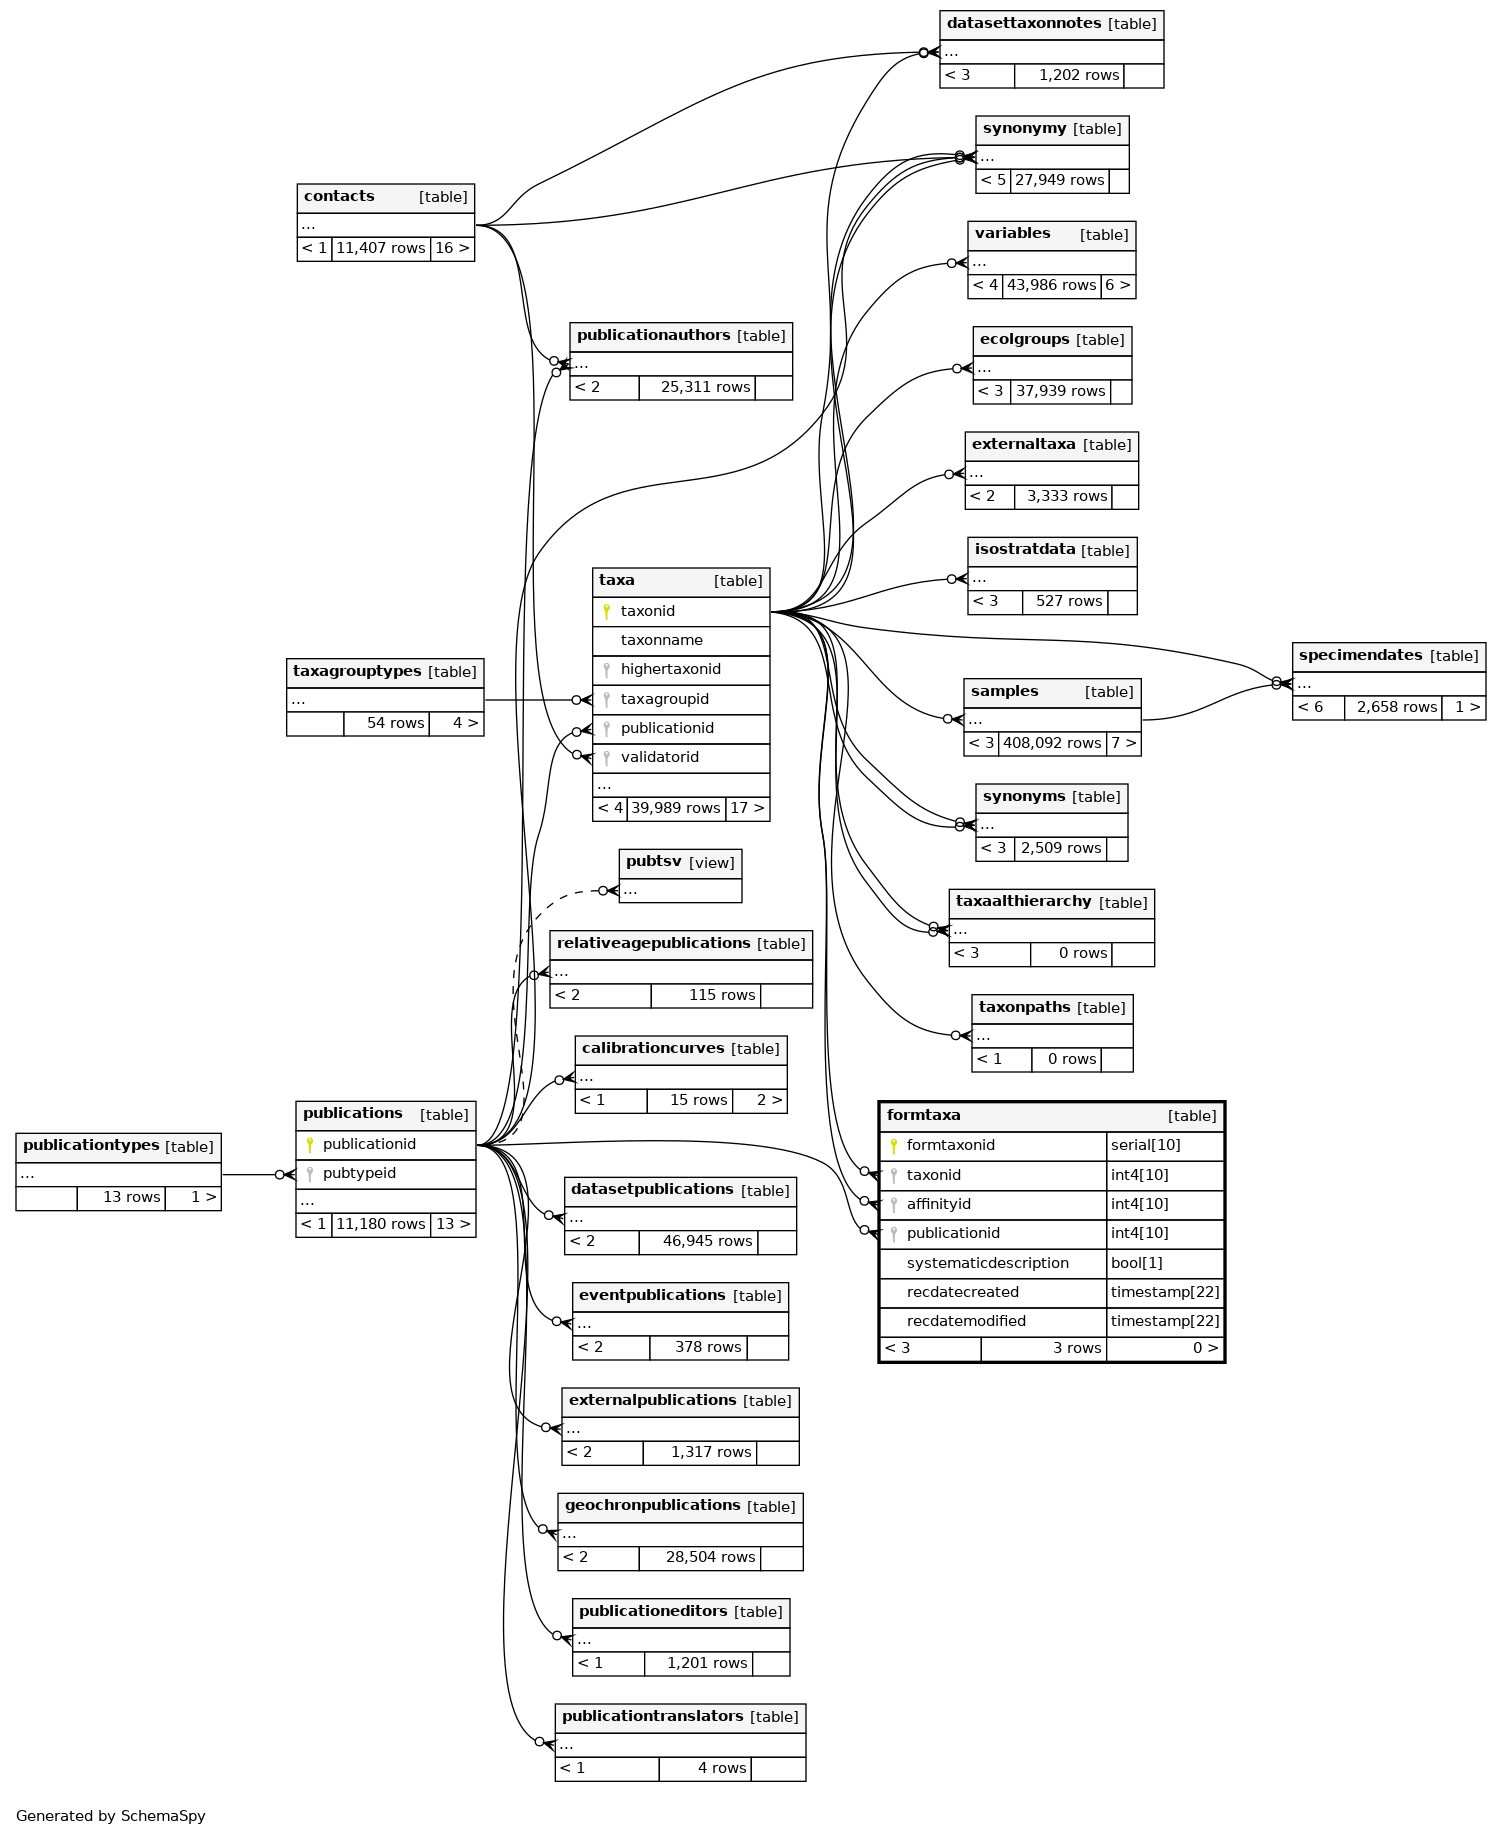 datasettaxonnotes [table]
...
< 3 1,202 rows
synonymy [table]
...
< 5 27,949 rows
contacts [table]
...
< 1 11,407 rows 16 >
variables [table]
...
< 4 43,986 rows 6 >
publicationauthors [table]
...
< 2 25,311 rows
ecolgroups [table]
...
< 3 37,939 rows
externaltaxa [table]
...
< 2 3,333 rows
isostratdata [table]
...
< 3 527 rows
taxa [table]
taxonid
taxonname
highertaxonid
taxagroupid
publicationid
validatorid
...
< 4 39,989 rows 17 >
taxagrouptypes [table]
...
54 rows 4 >
specimendates [table]
...
< 6 2,658 rows 1 >
samples [table]
...
< 3 408,092 rows 7 >
synonyms [table]
...
< 3 2,509 rows
pubtsv [view]
...
taxaalthierarchy [table]
...
< 3 0 rows
relativeagepublications [table]
...
< 2 115 rows
taxonpaths [table]
...
< 1 0 rows
calibrationcurves [table]
...
< 1 15 rows 2 >
publications [table]
publicationid
pubtypeid
...
< 1 11,180 rows 13 >
publicationtypes [table]
...
13 rows 1 >
formtaxa [table]
formtaxonid serial[10]
taxonid int4[10]
affinityid int4[10]
publicationid int4[10]
systematicdescription bool[1]
recdatecreated timestamp[22]
recdatemodified timestamp[22]
< 3 3 rows 0 >
datasetpublications [table]
...
< 2 46,945 rows
eventpublications [table]
...
< 2 378 rows
externalpublications [table]
...
< 2 1,317 rows
geochronpublications [table]
...
< 2 28,504 rows
publicationeditors [table]
...
< 1 1,201 rows
publicationtranslators [table]
...
< 1 4 rows
Generated by SchemaSpy